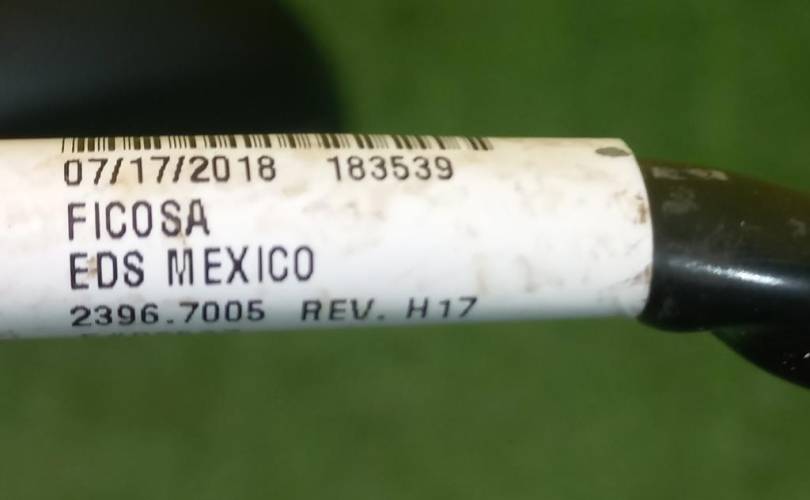 07/17/2018 183539
FICOSA
EDS MEXICO
2396.7005 REV. H17